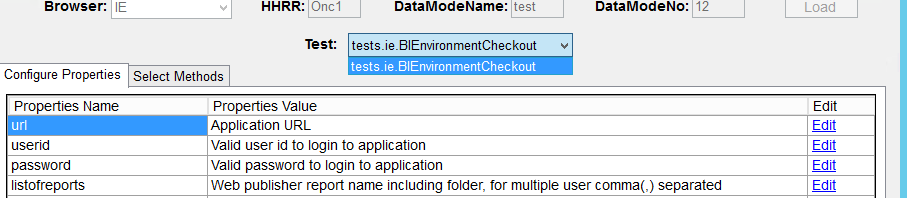 Browser: IE HHRR: Onc1 DataModeName: test DataModeNo: 12 Load
Test: tests.ie.BIEnvironmentCheckout
tests.ie.BIEnvironmentCheckout
Configure Properties Select Methods
Properties Name Properties Value Edit
url Application URL Edit
userid Valid user id to login to application Edit
password Valid password to login to application Edit
listofreports Web publisher report name including folder, for multiple user comma(,) separated Edit